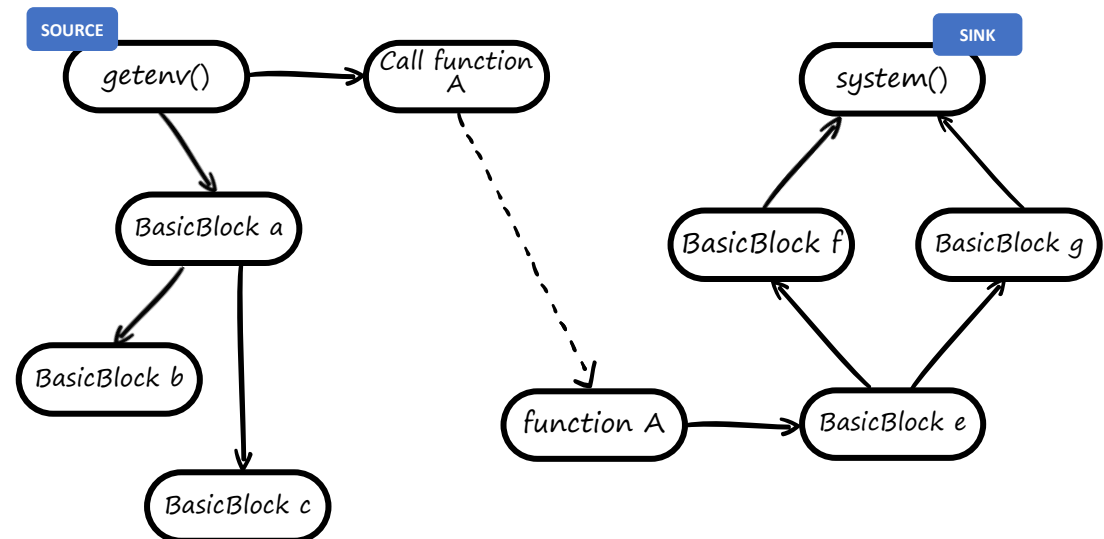 SOURCE
getenv()
Call function
A
SINK
system()
BasicBlock a
BasicBlock f
BasicBlock g
BasicBlock b
function A
BasicBlock e
BasicBlock c